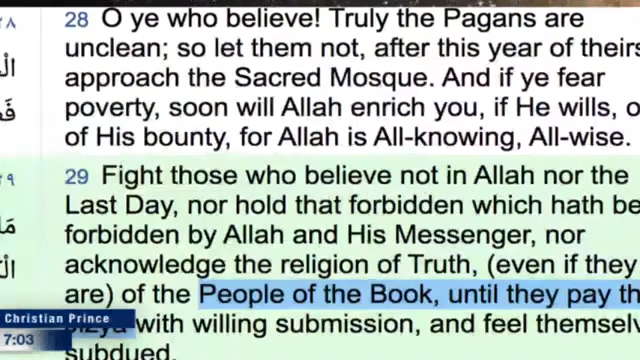 28 O ye who believe! Truly the Pagans are
unclean; so let them not, after this year of theirs
approach the Sacred Mosque. And if ye fear
poverty, soon will Allah enrich you, if He wills,
of His bounty, for Allah is All-knowing, All-wise.
29 Fight those who believe not in Allah nor the
Last Day, nor hold that forbidden which hath be
forbidden by Allah and His Messenger, nor
acknowledge the religion of Truth, (even if they
are) of the People of the Book, until they pay th
with willing submission, and feel themselv
subdued.
Christian Prince
7:03